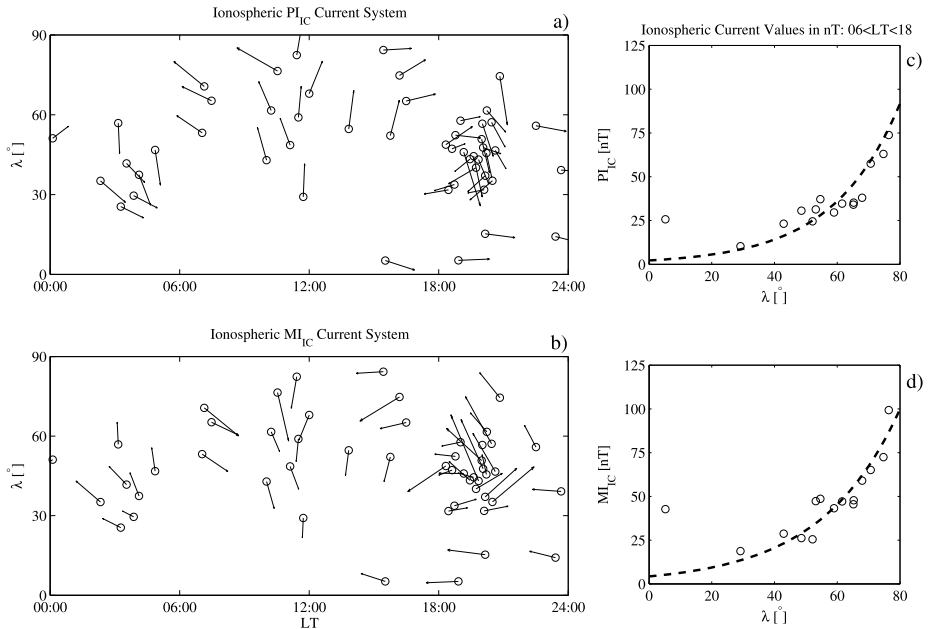 Ionospheric PI_IC Current System
a)
90
60
30
0
λ [°]
00:00 06:00 12:00 18:00 24:00
Ionospheric MI_IC Current System
b)
90
60
30
0
λ [°]
00:00 06:00 12:00 18:00 24:00
LT
Ionospheric Current Values in nT: 06<LT<18
c)
125
100
75
50
25
0
PI_IC [nT]
0 20 40 60 80
λ [°]
d)
125
100
75
50
25
0
MI_IC [nT]
0 20 40 60 80
λ [°]